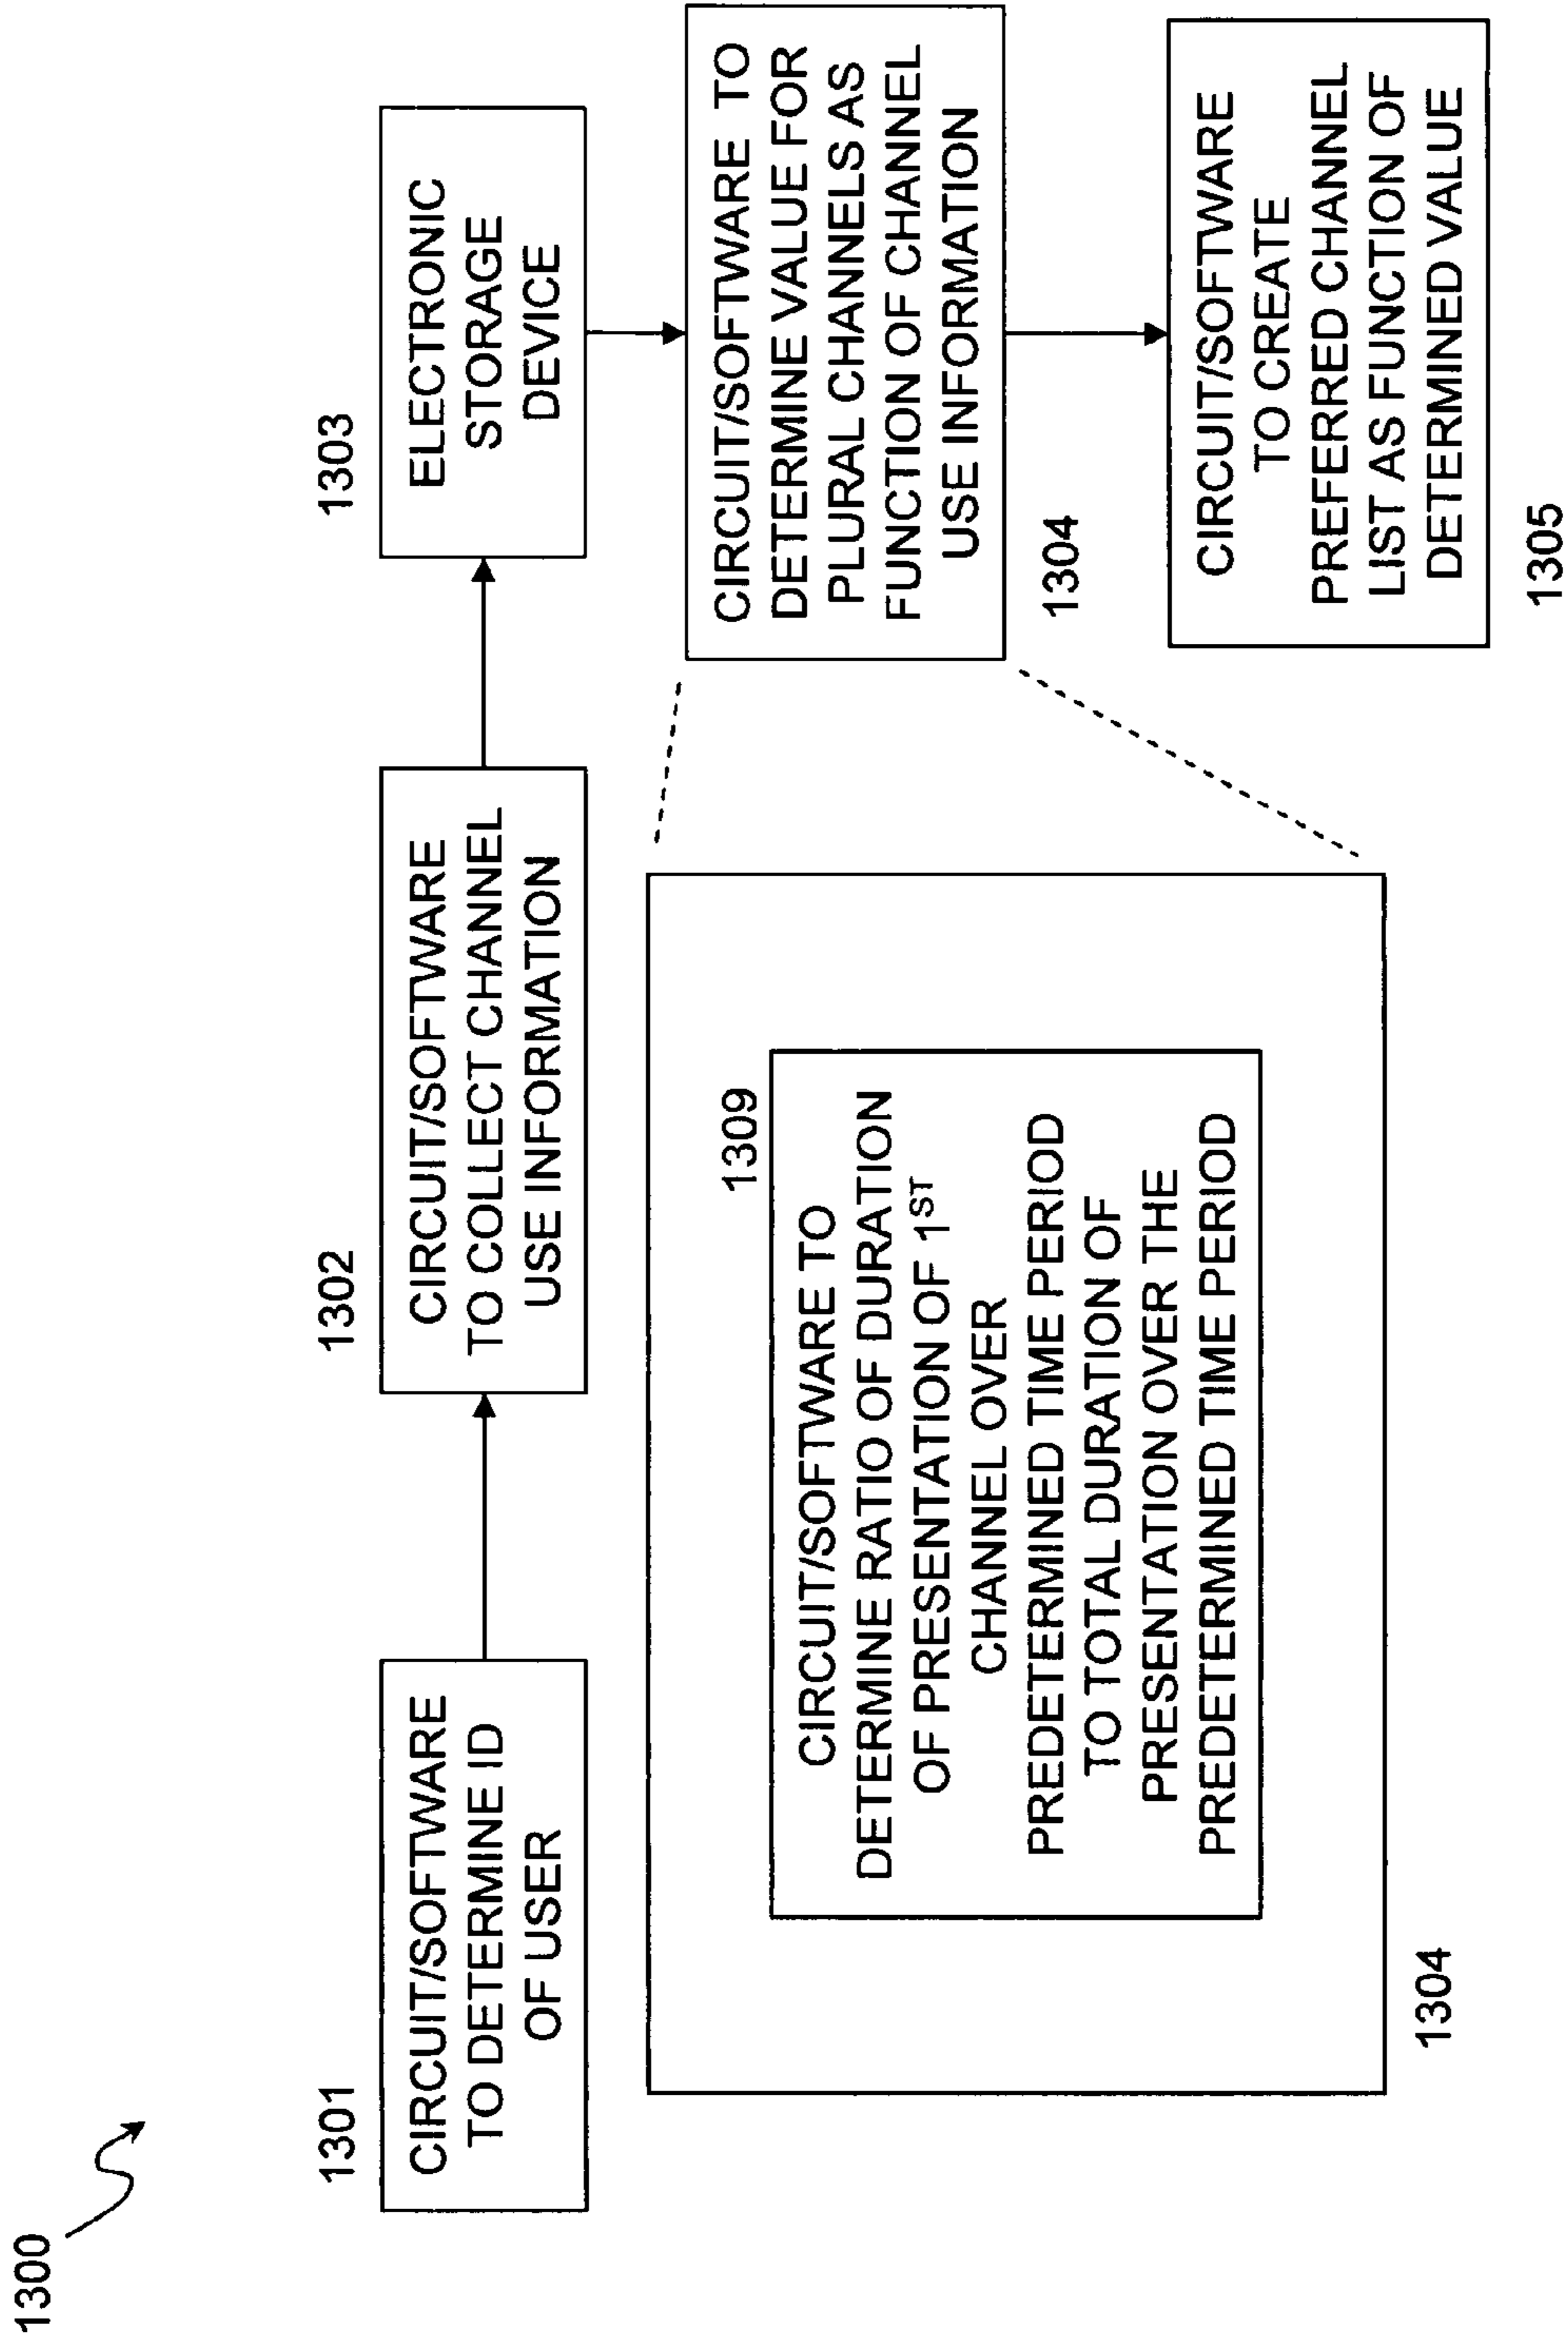 1300
1301
CIRCUIT/SOFTWARE
TO DETERMINE ID
OF USER
1302
CIRCUIT/SOFTWARE
TO COLLECT CHANNEL
USE INFORMATION
1303
ELECTRONIC
STORAGE
DEVICE
CIRCUIT/SOFTWARE TO
DETERMINE VALUE FOR
PLURAL CHANNELS AS
FUNCTION OF CHANNEL
USE INFORMATION
1304
1309
CIRCUIT/SOFTWARE TO
DETERMINE RATIO OF DURATION
OF PRESENTATION OF 1ST
CHANNEL OVER
PREDETERMINED TIME PERIOD
TO TOTAL DURATION OF
PRESENTATION OVER THE
PREDETERMINED TIME PERIOD
1304
CIRCUIT/SOFTWARE
TO CREATE
PREFERRED CHANNEL
LIST AS FUNCTION OF
DETERMINED VALUE
1305